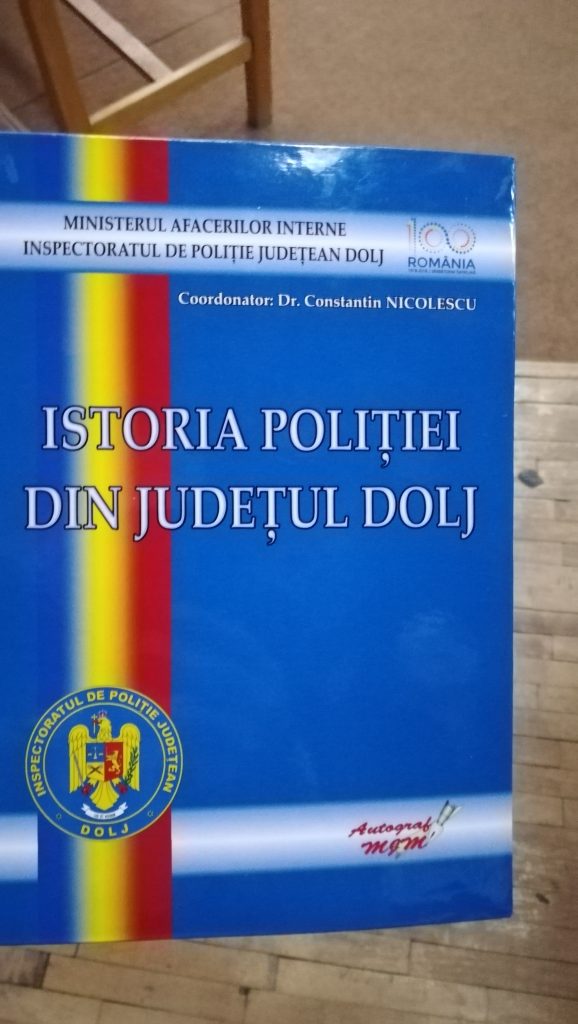 MINISTERUL AFACERILOR INTERNE
INSPECTORATUL DE POLIȚIE JUDEȚEAN DOLJ
100
ROMÂNIA
Coordonator: Dr. Constantin NICOLESCU
ISTORIA POLIȚIEI
DIN JUDEȚUL DOLJ
INSPECTORATUL DE POLIȚIE JUDEȚEAN
DOLJ
Autograf
MJM